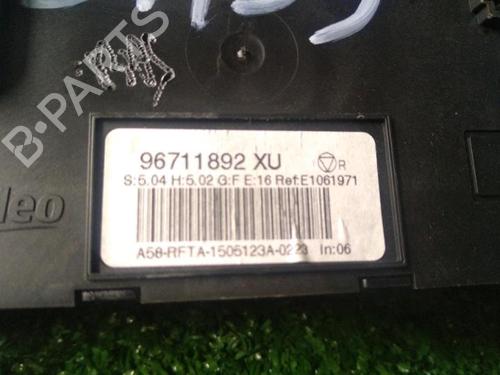 B-PARTS
96711892 XU R
S:5.04 H:5.02 G:F E:16 Ref:E1061971
leo
A58-RFTA-1505123A-0223 In:06